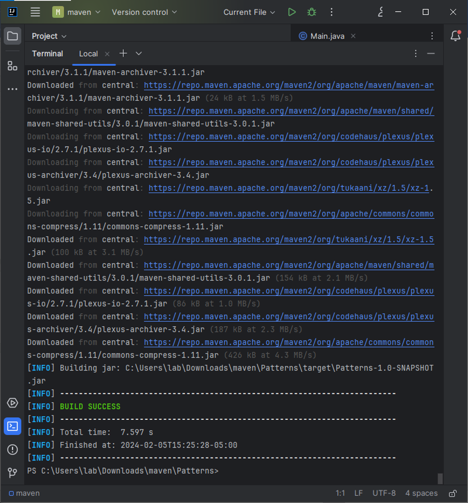 M maven Version control Current File
Project Main.java
Terminal Local
rchiver/3.1.1/maven-archiver-3.1.1.jar
Downloaded from central: https://repo.maven.apache.org/maven2/org/apache/maven/maven-ar
chiver/3.1.1/maven-archiver-3.1.1.jar (24 kB at 1.5 MB/s)
Downloading from central: https://repo.maven.apache.org/maven2/org/apache/maven/shared/
maven-shared-utils/3.0.1/maven-shared-utils-3.0.1.jar
Downloading from central: https://repo.maven.apache.org/maven2/org/codehaus/plexus/plex
us-io/2.7.1/plexus-io-2.7.1.jar
Downloading from central: https://repo.maven.apache.org/maven2/org/codehaus/plexus/plex
us-archiver/3.4/plexus-archiver-3.4.jar
Downloading from central: https://repo.maven.apache.org/maven2/org/tukaani/xz/1.5/xz-1.
5.jar
Downloading from central: https://repo.maven.apache.org/maven2/org/apache/commons/commo
ns-compress/1.11/commons-compress-1.11.jar
Downloaded from central: https://repo.maven.apache.org/maven2/org/tukaani/xz/1.5/xz-1.5
.jar (100 kB at 3.1 MB/s)
Downloaded from central: https://repo.maven.apache.org/maven2/org/apache/maven/shared/m
aven-shared-utils/3.0.1/maven-shared-utils-3.0.1.jar (154 kB at 2.1 MB/s)
Downloaded from central: https://repo.maven.apache.org/maven2/org/codehaus/plexus/plexu
s-io/2.7.1/plexus-io-2.7.1.jar (86 kB at 1.0 MB/s)
Downloaded from central: https://repo.maven.apache.org/maven2/org/codehaus/plexus/plexu
s-archiver/3.4/plexus-archiver-3.4.jar (187 kB at 2.3 MB/s)
Downloaded from central: https://repo.maven.apache.org/maven2/org/apache/commons/common
s-compress/1.11/commons-compress-1.11.jar (426 kB at 4.3 MB/s)
[INFO] Building jar: C:\Users\lab\Downloads\maven\Patterns\target\Patterns-1.0-SNAPSHOT
.jar
[INFO] ------------------------------------------------------------------------
[INFO] BUILD SUCCESS
[INFO] ------------------------------------------------------------------------
[INFO] Total time:  7.597 s
[INFO] Finished at: 2024-02-05T15:25:28-05:00
[INFO] ------------------------------------------------------------------------
PS C:\Users\lab\Downloads\maven\Patterns>
maven 1:1 LF UTF-8 4 spaces